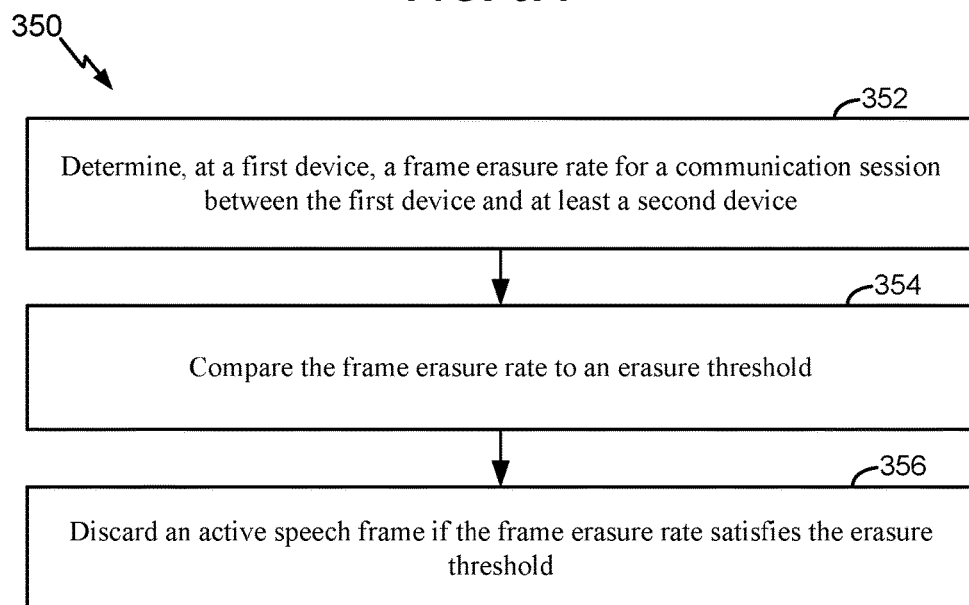 350
352
Determine, at a first device, a frame erasure rate for a communication session
between the first device and at least a second device
354
Compare the frame erasure rate to an erasure threshold
356
Discard an active speech frame if the frame erasure rate satisfies the erasure
threshold